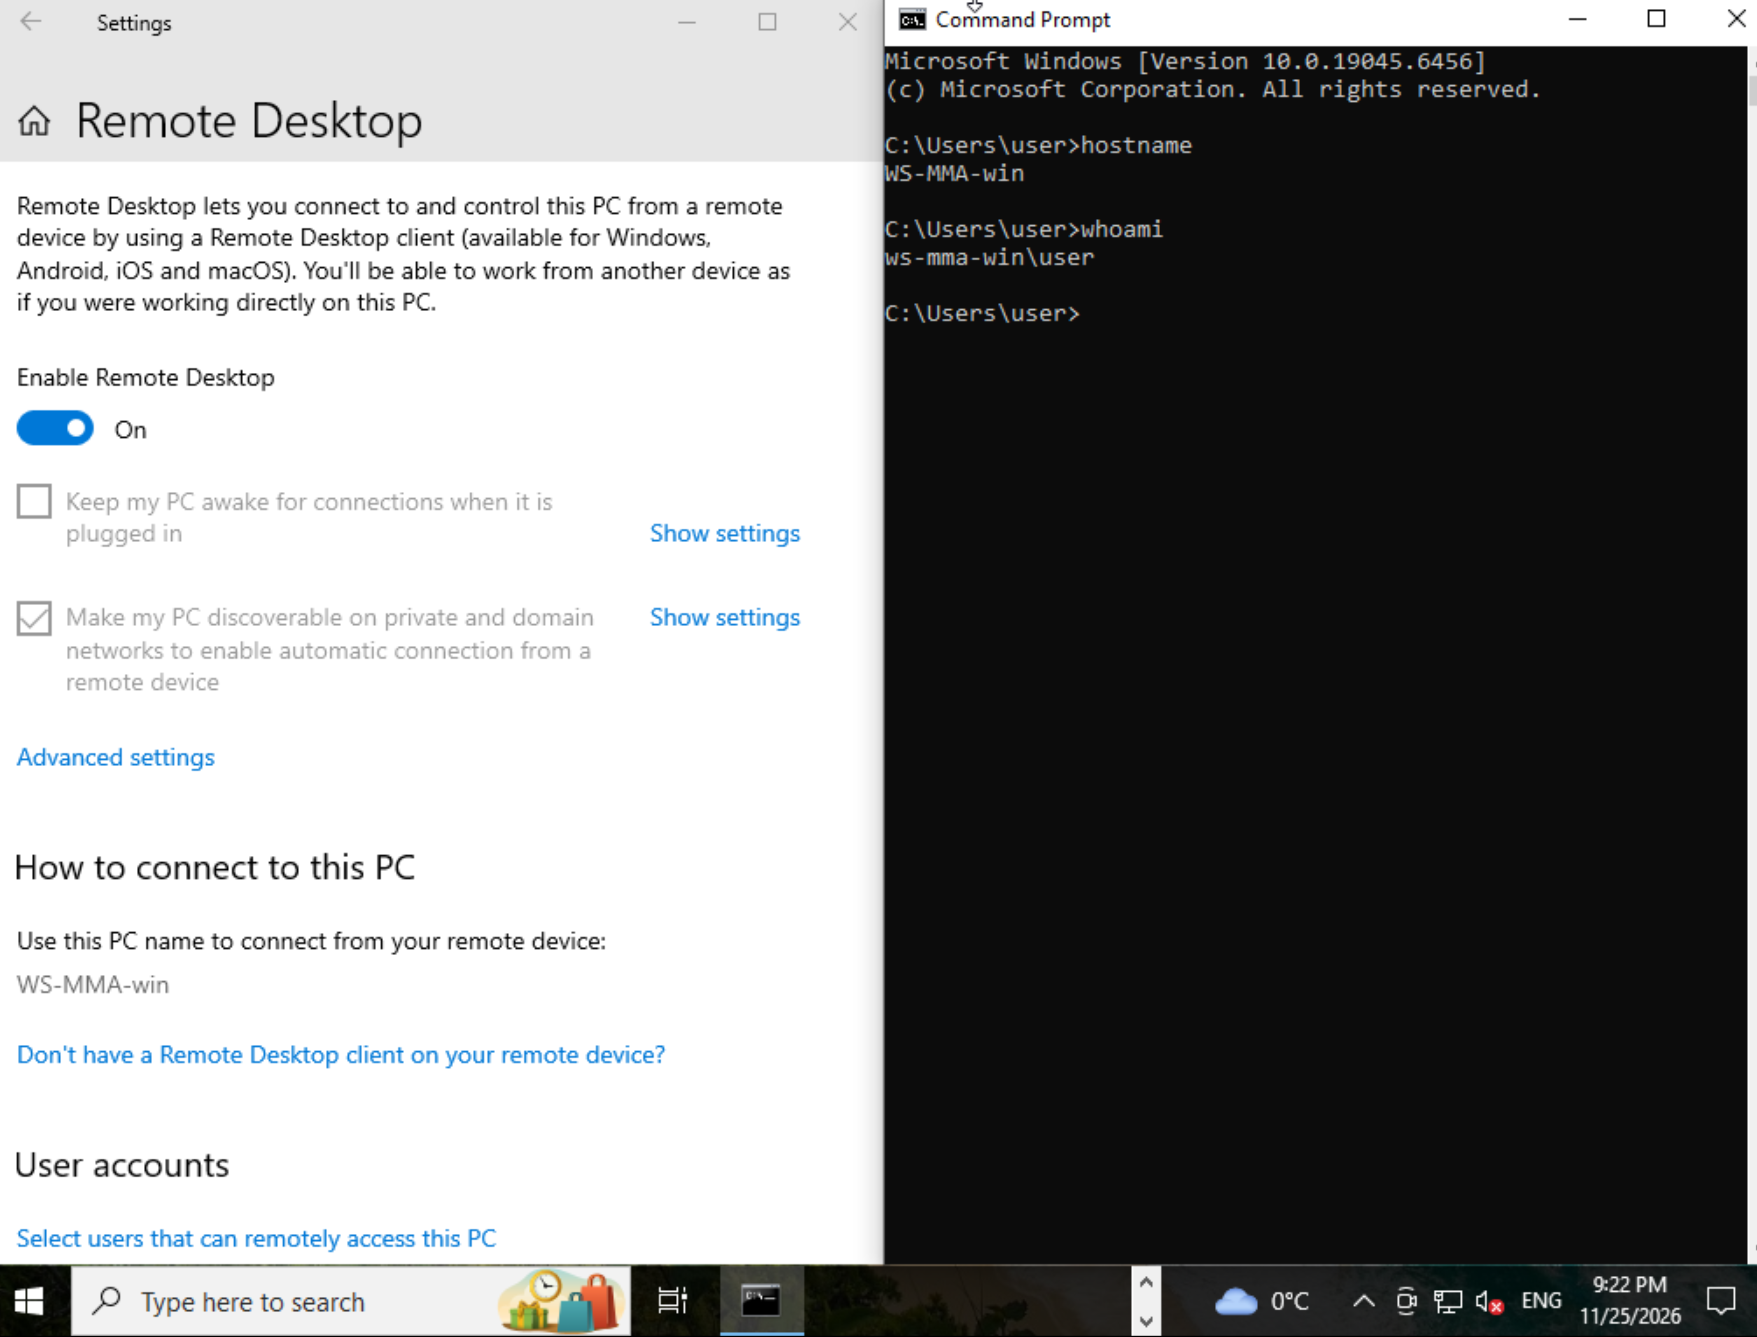 Settings
Remote Desktop
Remote Desktop lets you connect to and control this PC from a remote
device by using a Remote Desktop client (available for Windows,
Android, iOS and macOS). You'll be able to work from another device as
if you were working directly on this PC.
Enable Remote Desktop
On
Keep my PC awake for connections when it is
plugged in
Show settings
Make my PC discoverable on private and domain
networks to enable automatic connection from a
remote device
Show settings
Advanced settings
How to connect to this PC
Use this PC name to connect from your remote device:
WS-MMA-win
Don't have a Remote Desktop client on your remote device?
User accounts
Select users that can remotely access this PC
Command Prompt
Microsoft Windows [Version 10.0.19045.6456]
(c) Microsoft Corporation. All rights reserved.
C:\Users\user>hostname
WS-MMA-win
C:\Users\user>whoami
ws-mma-win\user
C:\Users\user>
Type here to search
0°C
ENG
9:22 PM
11/25/2026